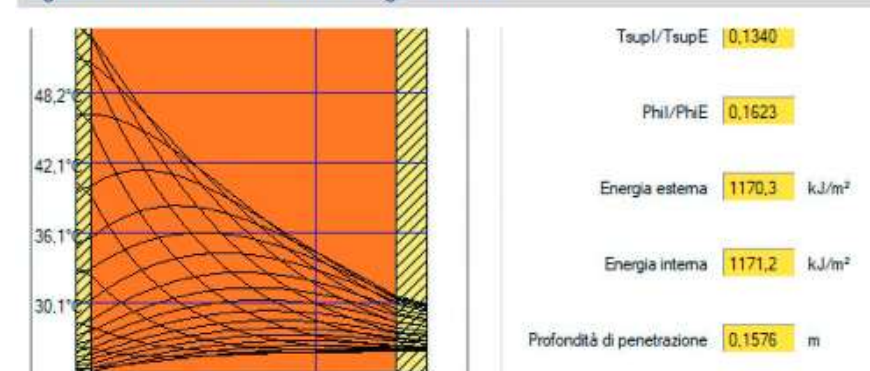 TsupI/TsupE 0,1340
48,2°C
PhiI/PhiE 0,1623
42,1°C
Energia esterna 1170,3 kJ/m²
36,1°C
Energia interna 1171,2 kJ/m²
30,1°C
Profondità di penetrazione 0,1576 m